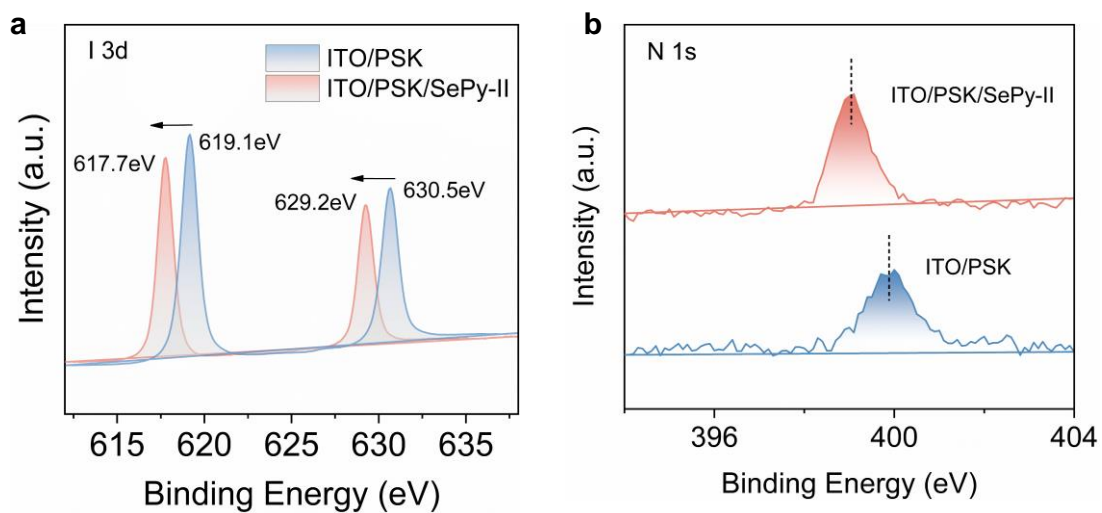 a
I 3d
ITO/PSK
ITO/PSK/SePy-II
617.7eV
619.1eV
629.2eV
630.5eV
Intensity (a.u.)
615 620 625 630 635
Binding Energy (eV)
b
N 1s
ITO/PSK/SePy-II
ITO/PSK
Intensity (a.u.)
396 400 404
Binding Energy (eV)